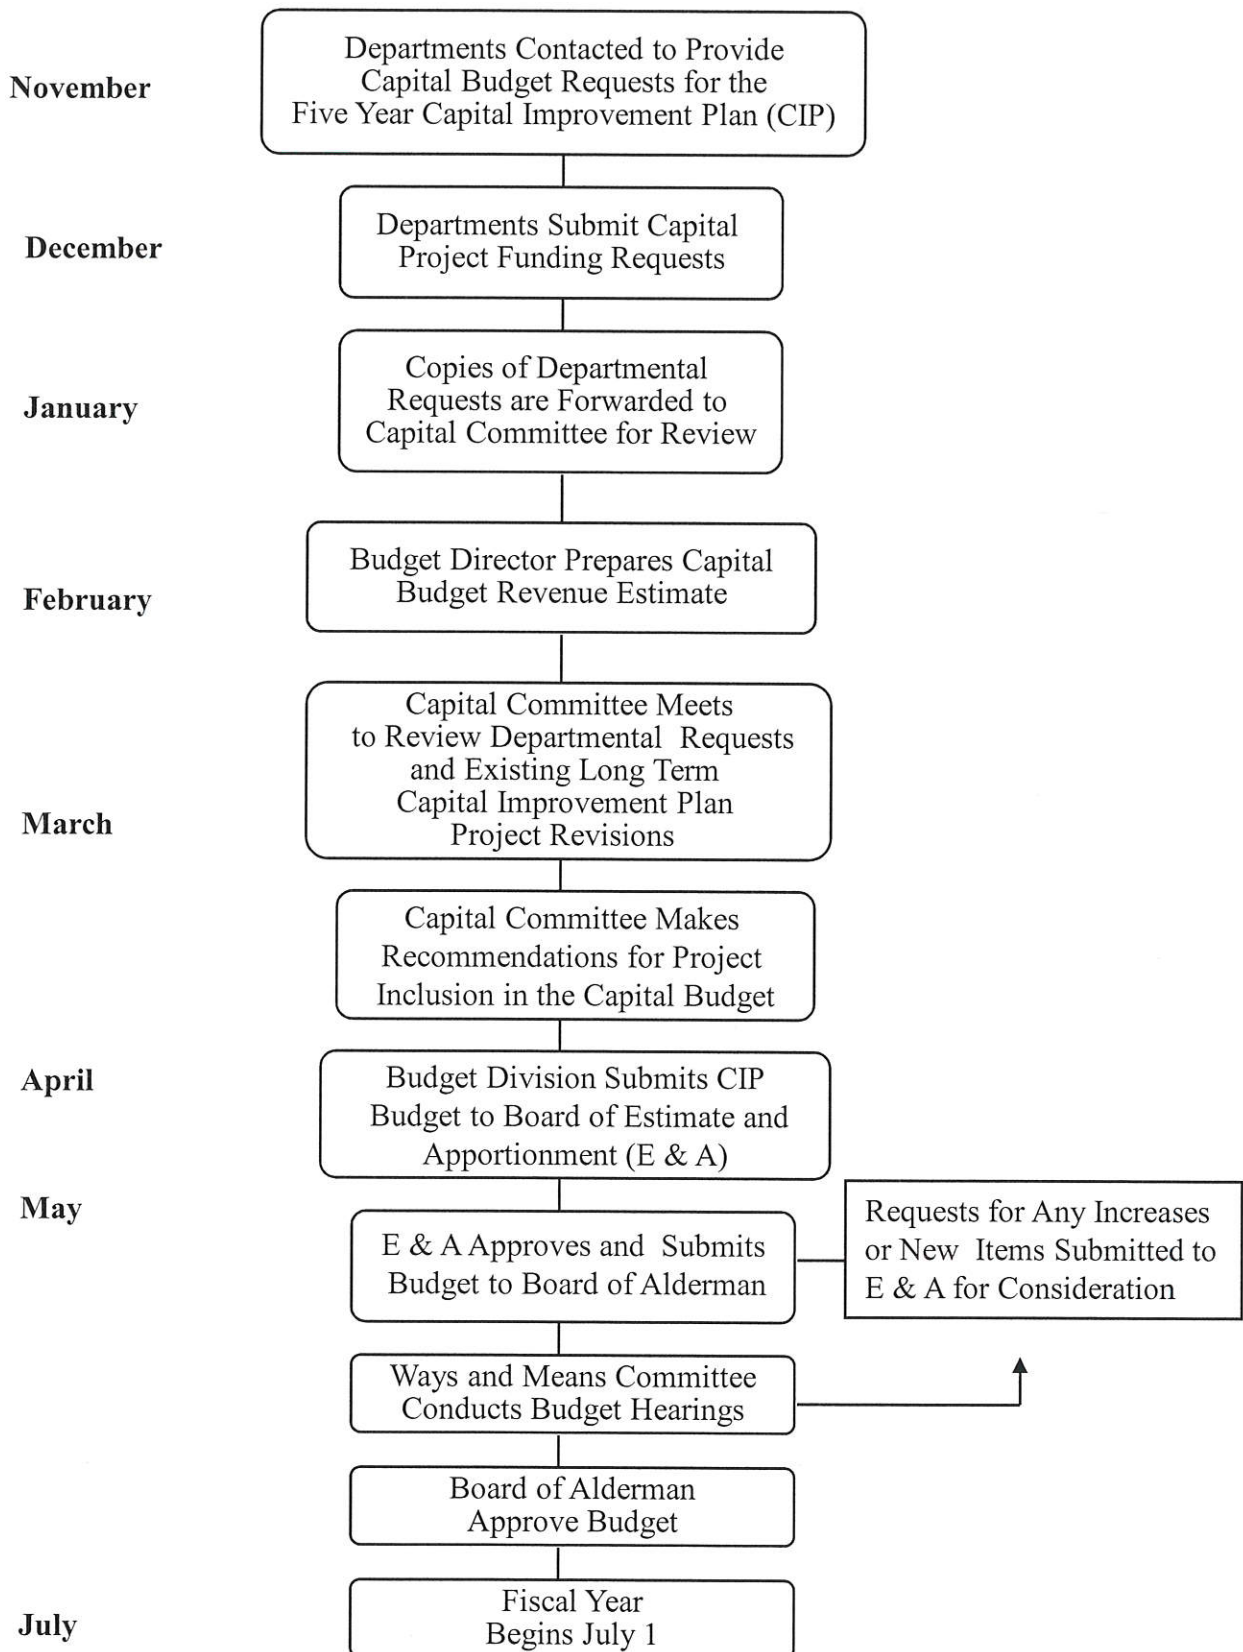 November
Departments Contacted to Provide
Capital Budget Requests for the
Five Year Capital Improvement Plan (CIP)
December
Departments Submit Capital
Project Funding Requests
January
Copies of Departmental
Requests are Forwarded to
Capital Committee for Review
February
Budget Director Prepares Capital
Budget Revenue Estimate
March
Capital Committee Meets
to Review Departmental Requests
and Existing Long Term
Capital Improvement Plan
Project Revisions
Capital Committee Makes
Recommendations for Project
Inclusion in the Capital Budget
April
Budget Division Submits CIP
Budget to Board of Estimate and
Apportionment (E & A)
May
E & A Approves and Submits
Budget to Board of Alderman
Requests for Any Increases
or New Items Submitted to
E & A for Consideration
Ways and Means Committee
Conducts Budget Hearings
Board of Alderman
Approve Budget
July
Fiscal Year
Begins July 1